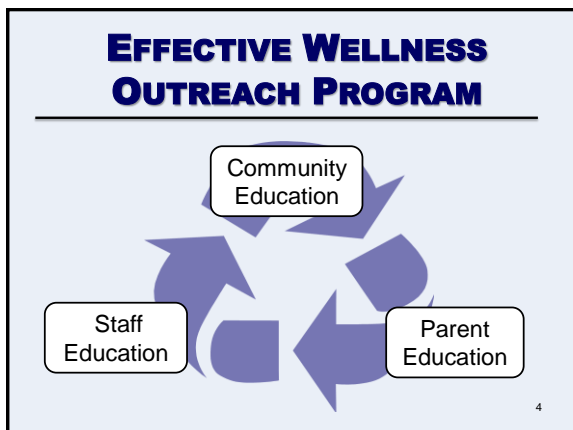 EFFECTIVE WELLNESS
OUTREACH PROGRAM
Community
Education
Staff
Education
Parent
Education
4